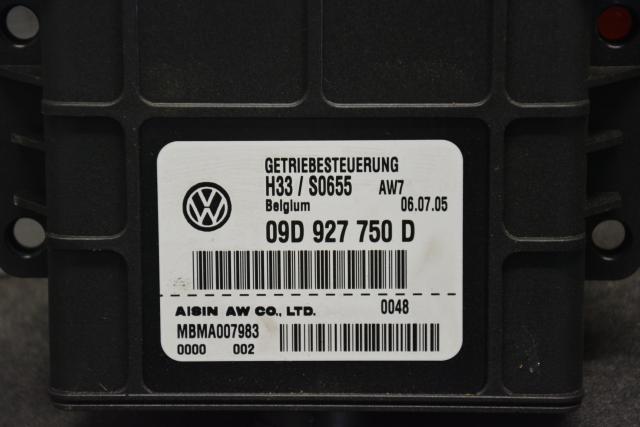 GETRIEBESTEUERUNG
H33 / S0655 AW7
Belgium 06.07.05
09D 927 750 D
AISIN AW CO., LTD. 0048
MBMA007983
0000 002